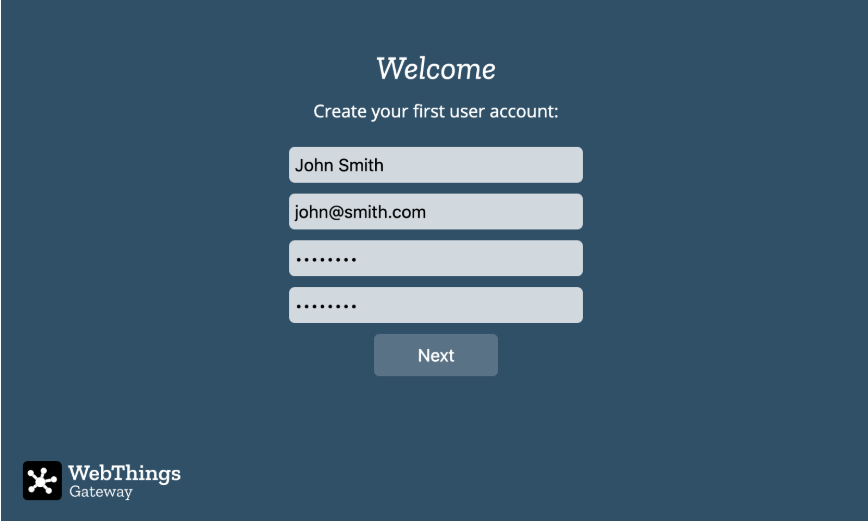 Welcome
Create your first user account:
John Smith
john@smith.com
••••••••
••••••••
Next
WebThings
Gateway